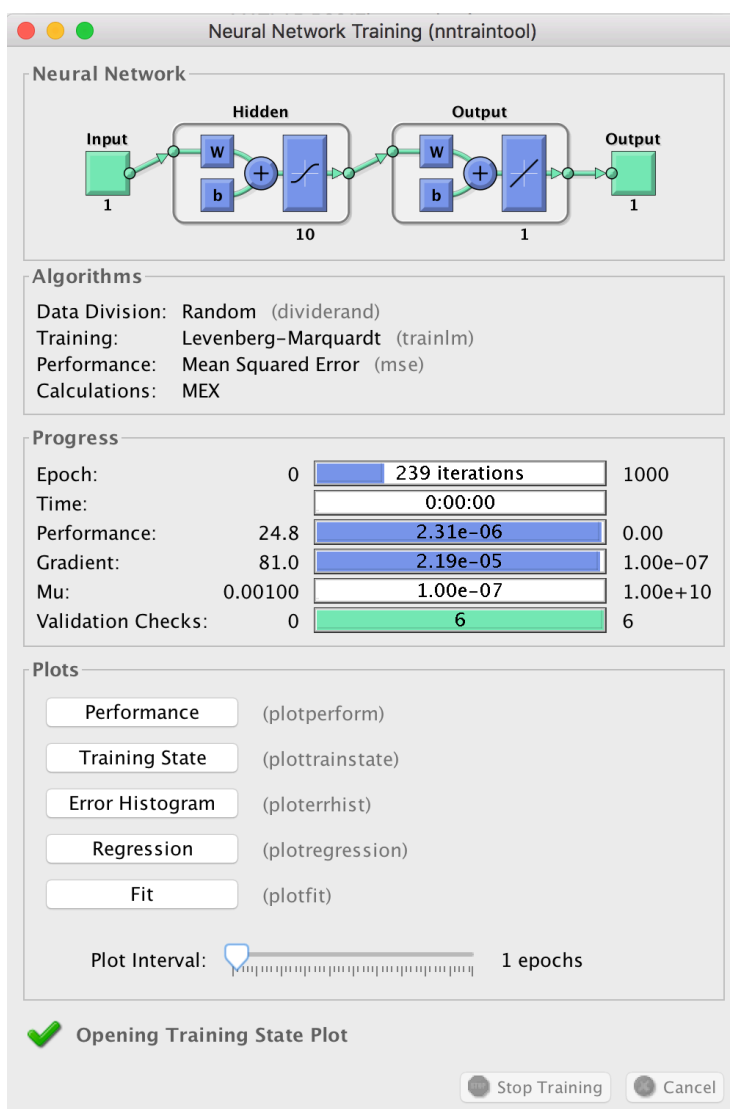 Neural Network Training (nntraintool)
Neural Network
Hidden
Output
Input
Output
W
b
+
W
b
+
1
10
1
1
Algorithms
Data Division: Random (dividerand)
Training: Levenberg-Marquardt (trainlm)
Performance: Mean Squared Error (mse)
Calculations: MEX
Progress
Epoch: 0 239 iterations 1000
Time: 0:00:00
Performance: 24.8 2.31e-06 0.00
Gradient: 81.0 2.19e-05 1.00e-07
Mu: 0.00100 1.00e-07 1.00e+10
Validation Checks: 0 6 6
Plots
Performance (plotperform)
Training State (plottrainstate)
Error Histogram (ploterrhist)
Regression (plotregression)
Fit (plotfit)
Plot Interval: 1 epochs
Opening Training State Plot
Stop Training Cancel